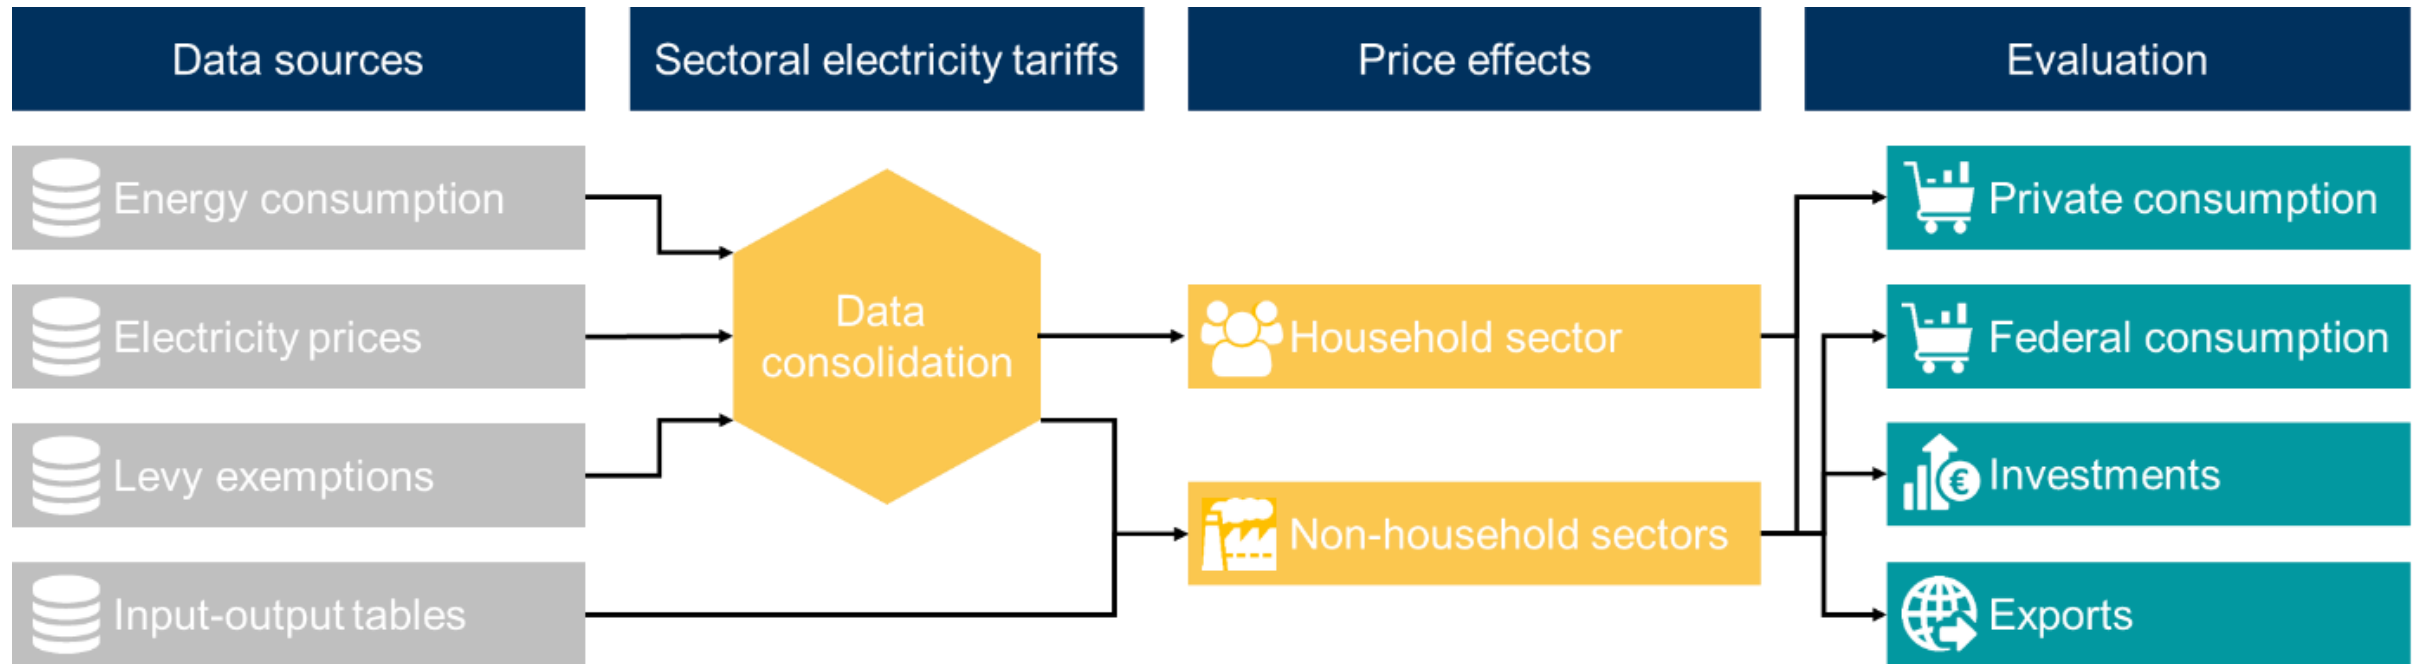 Data sources
Sectoral electricity tariffs
Price effects
Evaluation
Energy consumption
Electricity prices
Levy exemptions
Input-output tables
Data
consolidation
Household sector
Non-household sectors
Private consumption
Federal consumption
€
Investments
Exports